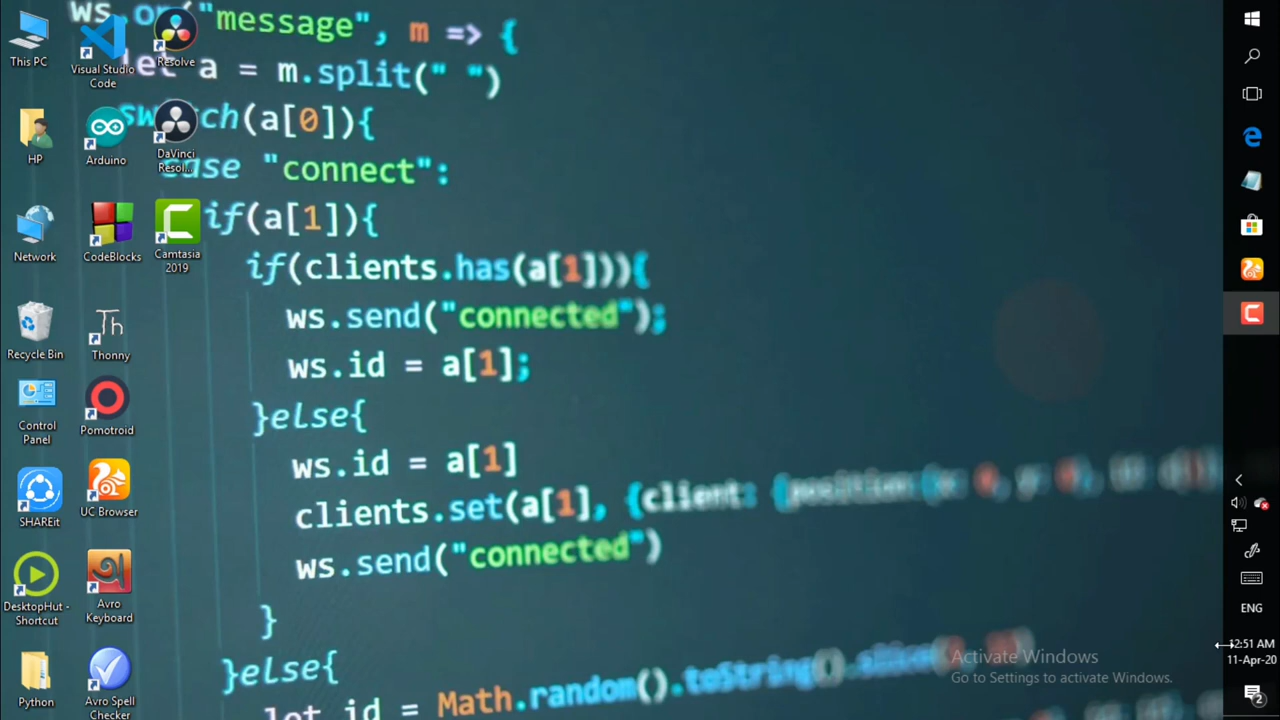 This PC
HP
Network
Recycle Bin
Control
Panel
SHAREit
DesktopHut -
Shortcut
Python
Visual Studio
Code
Arduino
CodeBlocks
Thonny
Pomotroid
UC Browser
Avro
Keyboard
Avro Spell
Checker
Resolve
DaVinci
Resol...
Camtasia
2019
ws.on("message", m => {
let a = m.split(" ")
switch(a[0]){
case "connect":
if(a[1]){
if(clients.has(a[1])){
ws.send("connected");
ws.id = a[1];
}else{
ws.id = a[1]
clients.set(a[1], {client: {position:
ws.send("connected")
}
}else{
let id = Math.random().toString().slice(
Activate Windows
Go to Settings to activate Windows.
ENG
12:51 AM
11-Apr-20
2